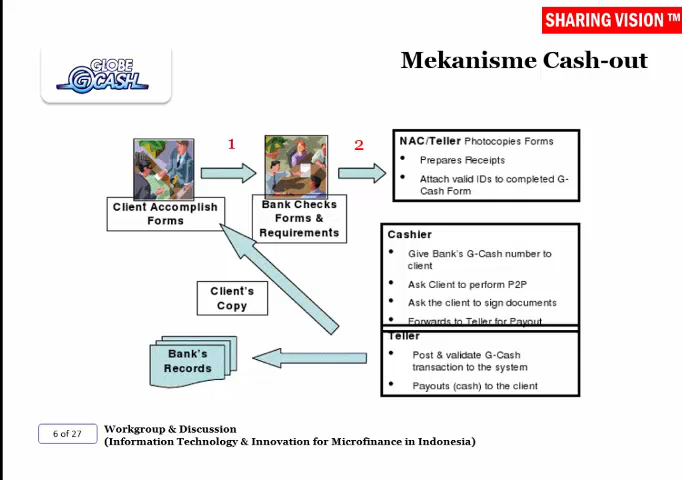 SHARING VISION ™
Mekanisme Cash-out
GLOBE
GCASH
1
2
Client Accomplish
Forms
Bank Checks
Forms &
Requirements
NAC/Teller Photocopies Forms
• Prepares Receipts
• Attach valid IDs to completed G-
Cash Form
Cashier
• Give Bank's G-Cash number to
client
• Ask Client to perform P2P
• Ask the client to sign documents
• Forwards to Teller for Payout
Client's
Copy
Teller
• Post & validate G-Cash
transaction to the system
• Payouts (cash) to the client
Bank's
Records
6 of 27
Workgroup & Discussion
(Information Technology & Innovation for Microfinance in Indonesia)